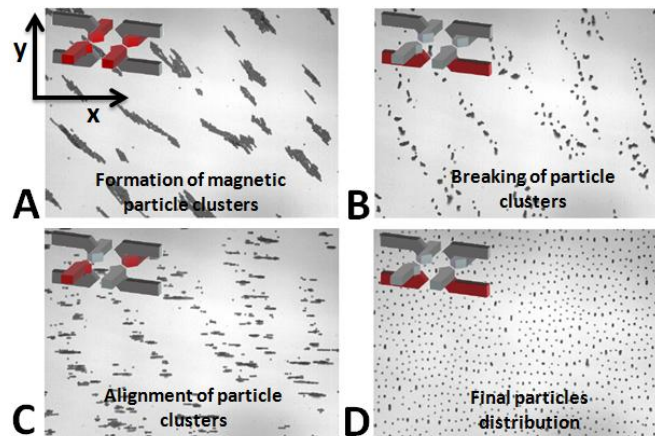 y
x
A
Formation of magnetic
particle clusters
B
Breaking of particle
clusters
C
Alignment of particle
clusters
D
Final particles
distribution